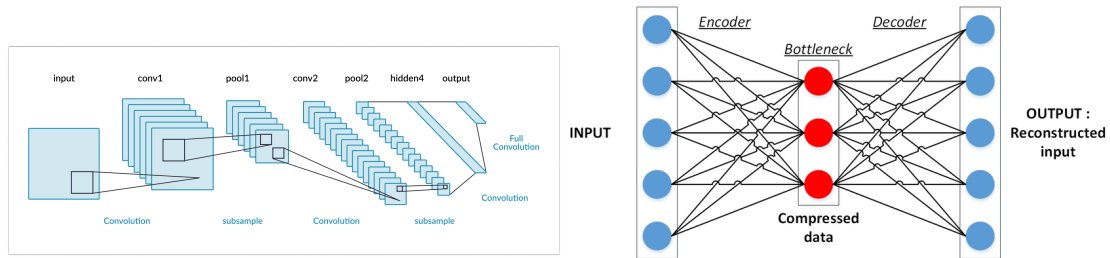 input conv1 pool1 conv2 pool2 hidden4 output
Full
Convolution
Convolution
Convolution subsample Convolution subsample
Encoder Decoder
Bottleneck
INPUT
OUTPUT :
Reconstructed
input
Compressed
data